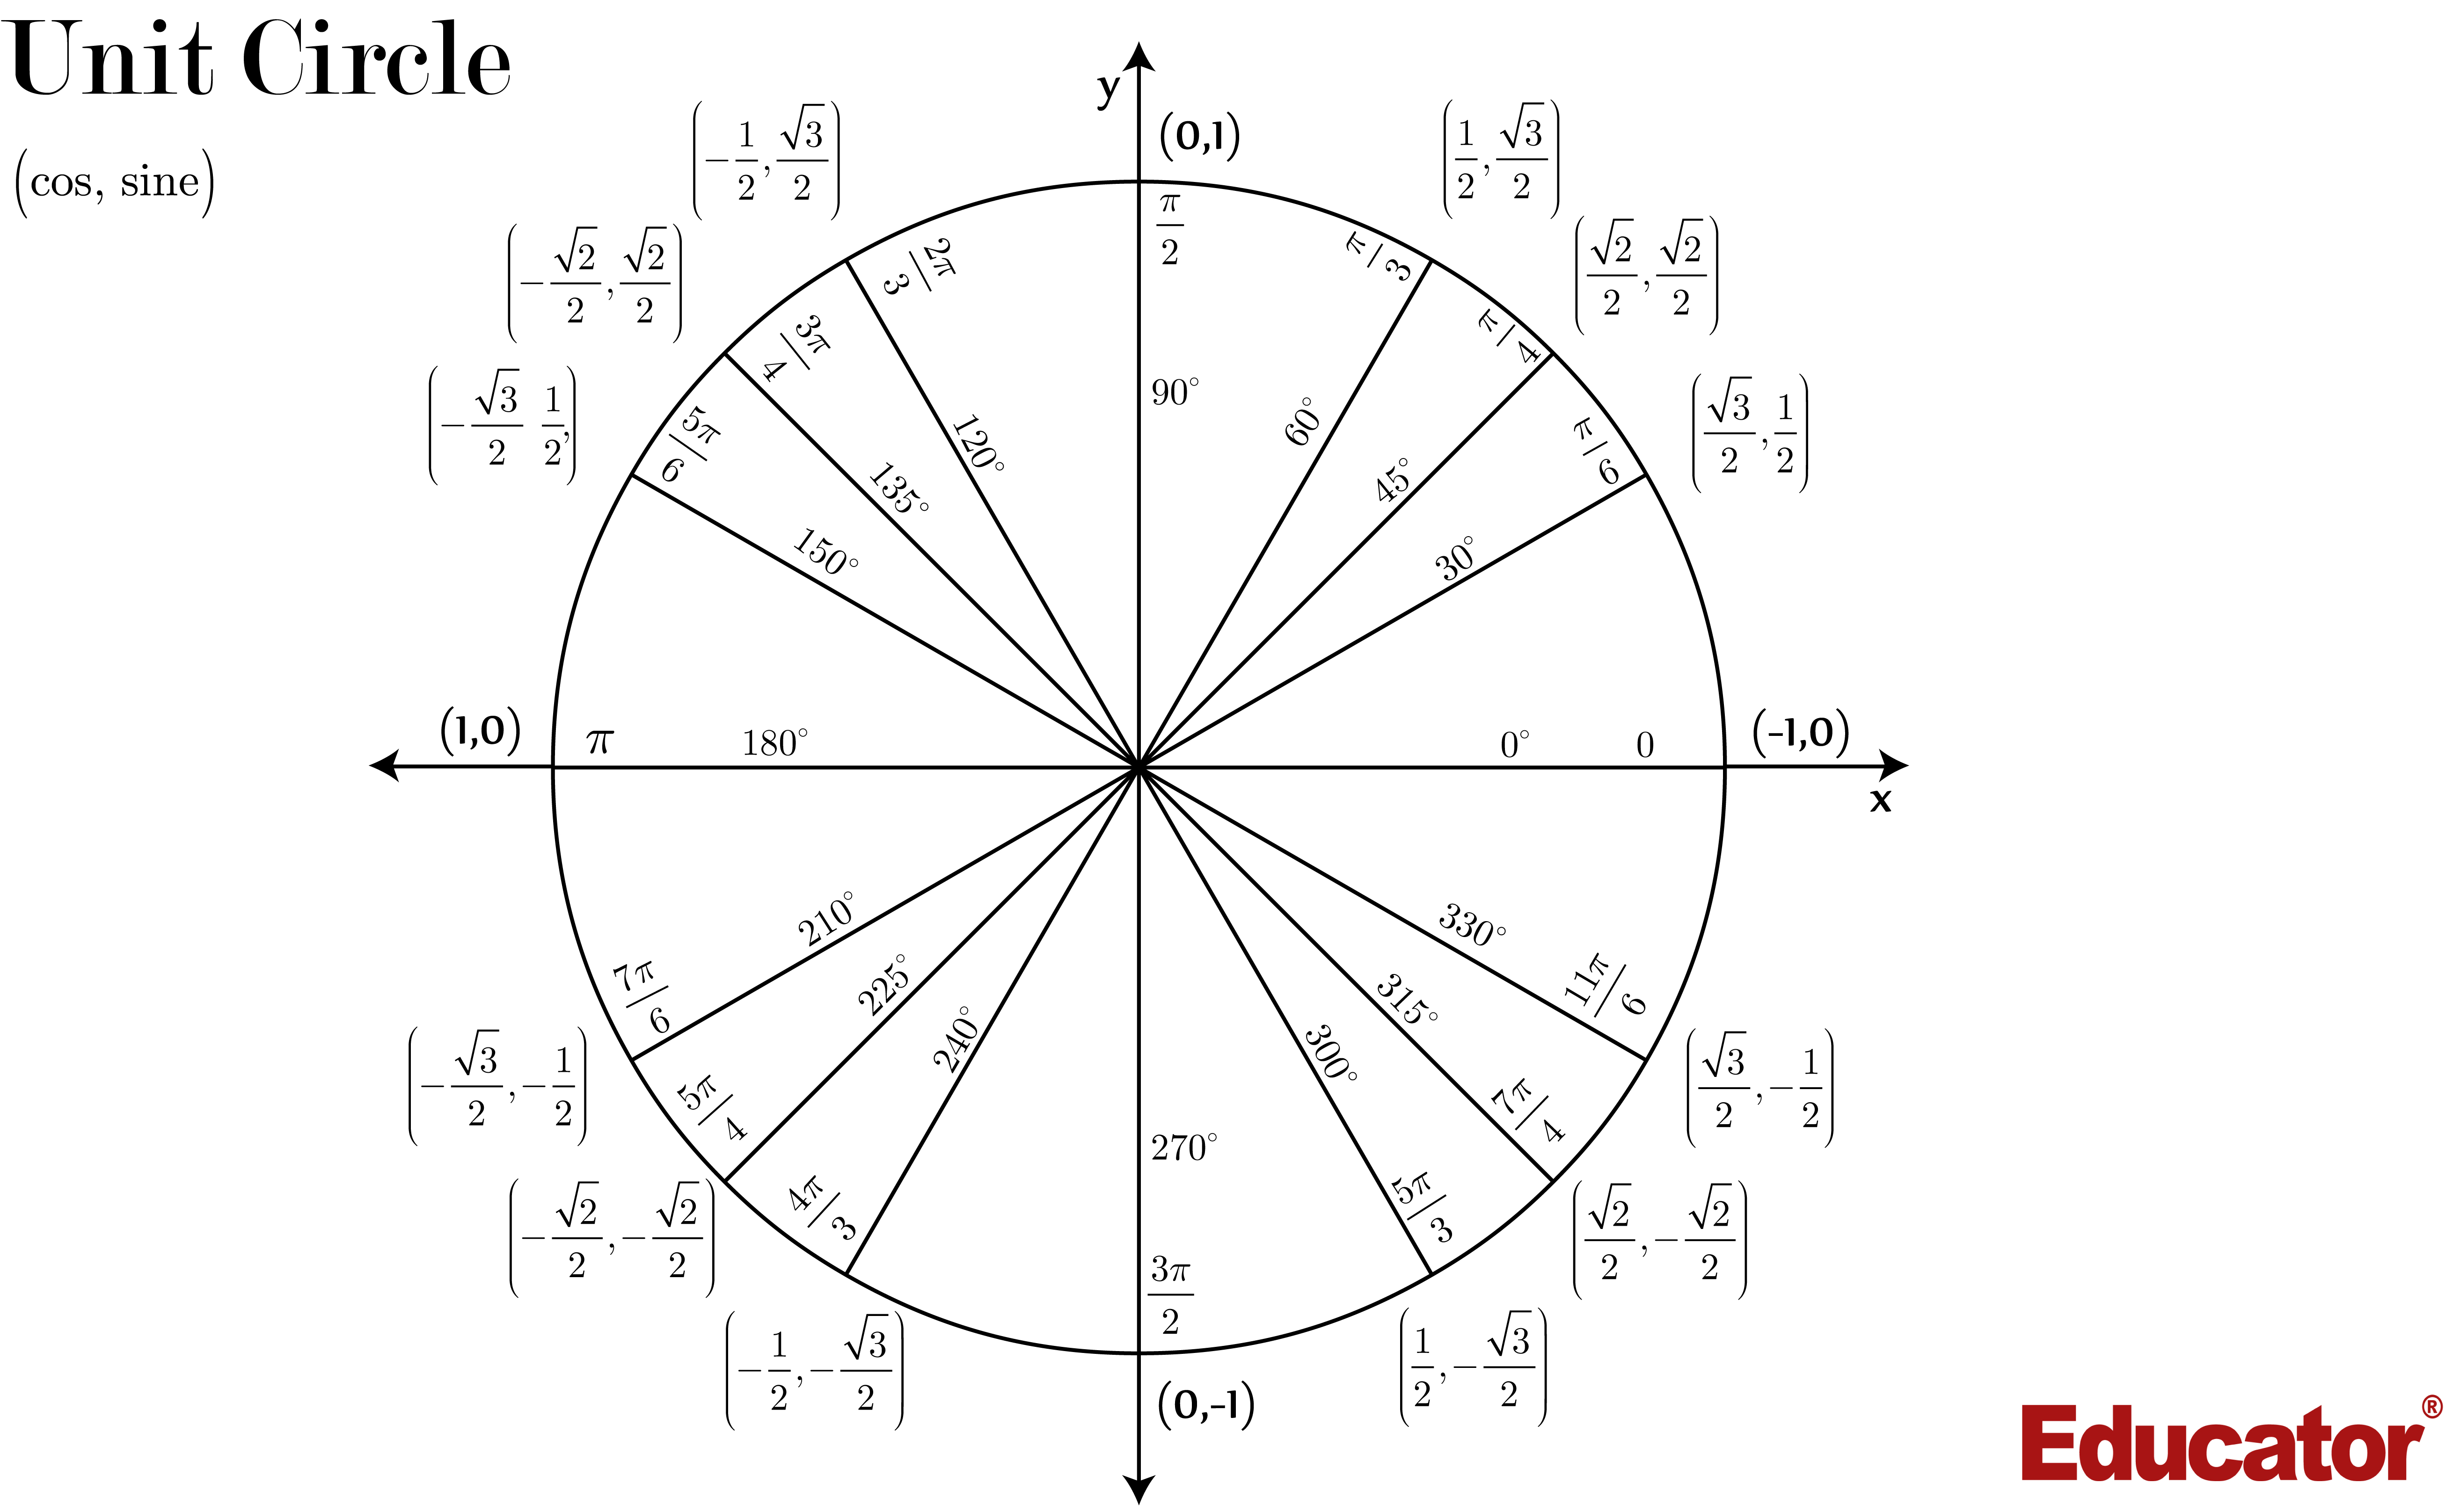 Unit Circle
(cos, sine)
y
(0,1)
(-1/2, √3/2)
(1/2, √3/2)
(-√2/2, √2/2)
(√2/2, √2/2)
(-√3/2 1/2,)
(√3/2, 1/2)
2π/3
π/2
π/3
3π/4
π/4
5π/6
π/6
120°
90°
60°
135°
45°
150°
30°
(1,0)
π
180°
0°
0
(-1,0)
x
210°
330°
225°
315°
240°
300°
7π/6
11π/6
5π/4
7π/4
270°
4π/3
5π/3
3π/2
(-√3/2, -1/2)
(√3/2, -1/2)
(-√2/2, -√2/2)
(√2/2, -√2/2)
(-1/2, -√3/2)
(1/2, -√3/2)
(0,-1)
Educator®